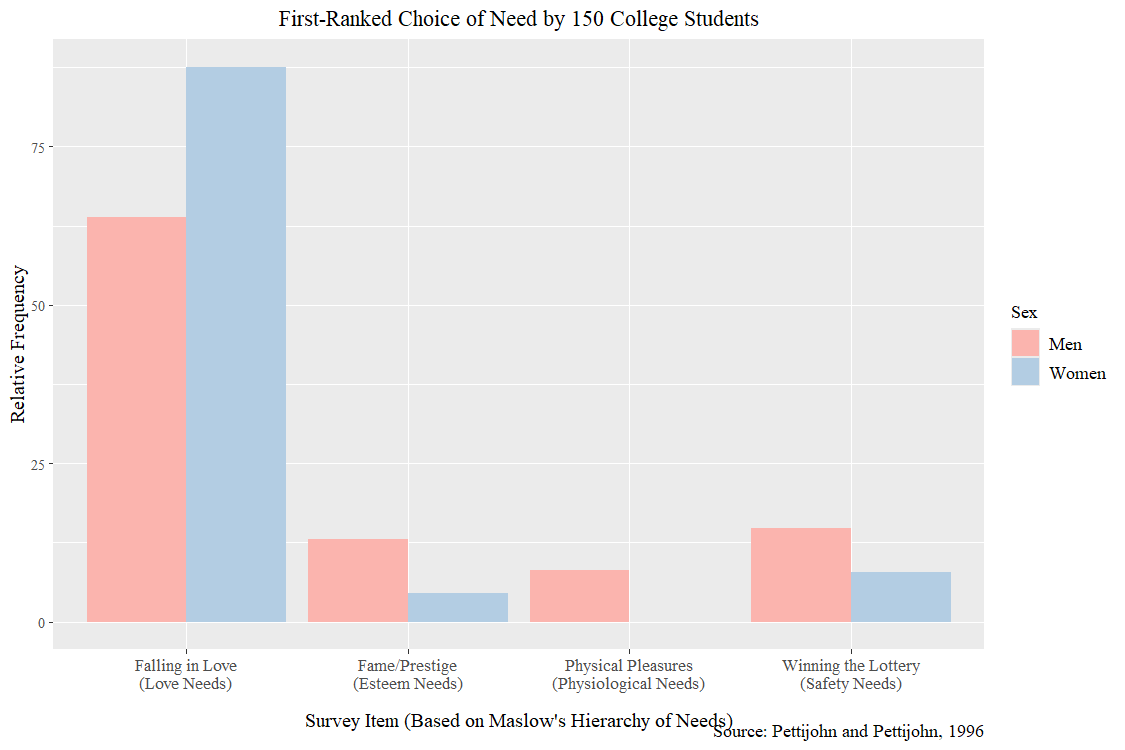 First-Ranked Choice of Need by 150 College Students
Relative Frequency
75
50
25
0
Falling in Love
(Love Needs)
Fame/Prestige
(Esteem Needs)
Physical Pleasures
(Physiological Needs)
Winning the Lottery
(Safety Needs)
Survey Item (Based on Maslow's Hierarchy of Needs)
Source: Pettijohn and Pettijohn, 1996
Sex
Men
Women